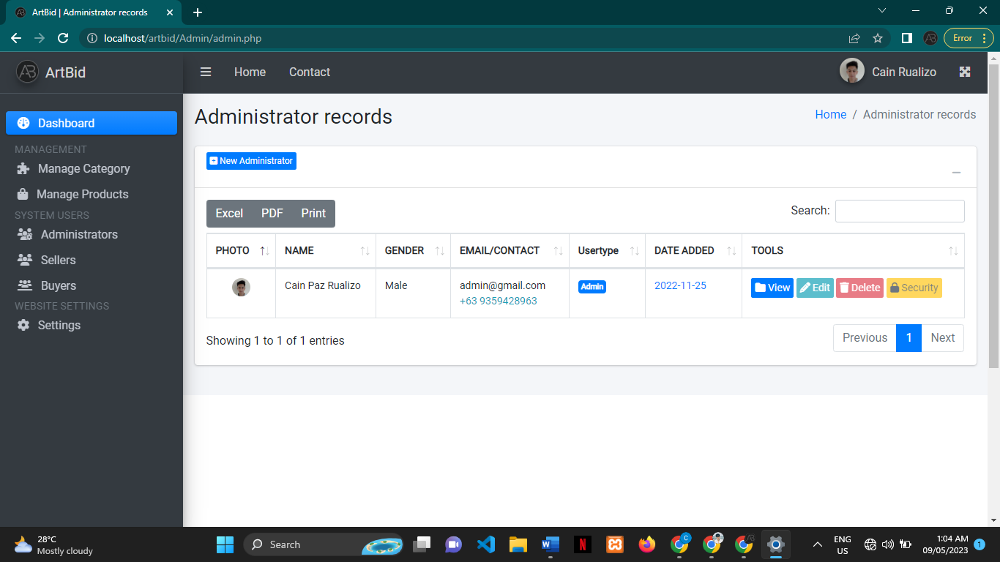 ArtBid | Administrator records
localhost/artbid/Admin/admin.php
Error
ArtBid
Home
Contact
Cain Rualizo
Dashboard
MANAGEMENT
Manage Category
Manage Products
SYSTEM USERS
Administrators
Sellers
Buyers
WEBSITE SETTINGS
Settings
Administrator records
Home / Administrator records
New Administrator
Excel PDF Print
Search:
PHOTO NAME GENDER EMAIL/CONTACT Usertype DATE ADDED TOOLS
Cain Paz Rualizo Male admin@gmail.com Admin 2022-11-25 View Edit Delete Security
+63 9359428963
Showing 1 to 1 of 1 entries
Previous 1 Next
28°C
Mostly cloudy
Search
ENG
US
1:04 AM
09/05/2023
1